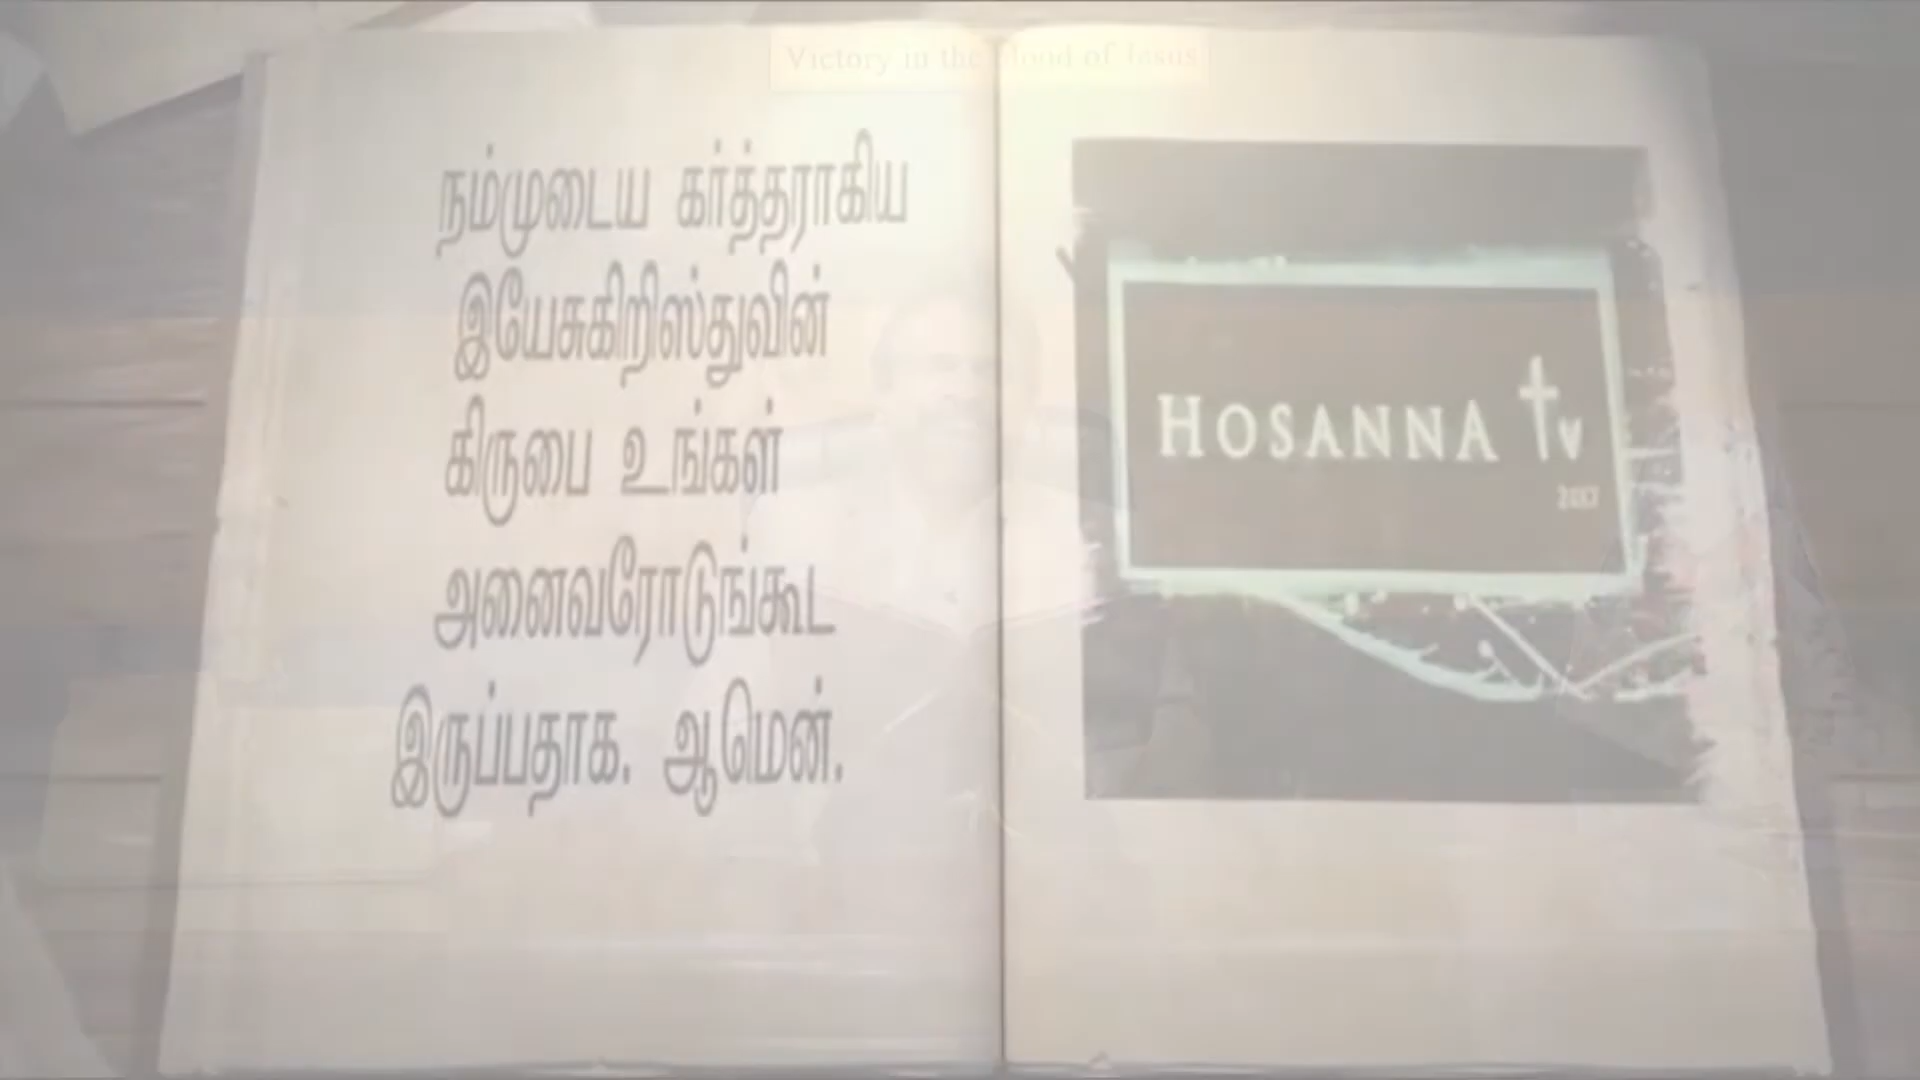 Victory in the blood of Jesus
நம்முடைய கர்த்தராகிய
இயேசுகிறிஸ்துவின்
கிருபை உங்கள்
அனைவரோடுங்கூட
இருப்பதாக. ஆமென்.
HOSANNA tv
2017